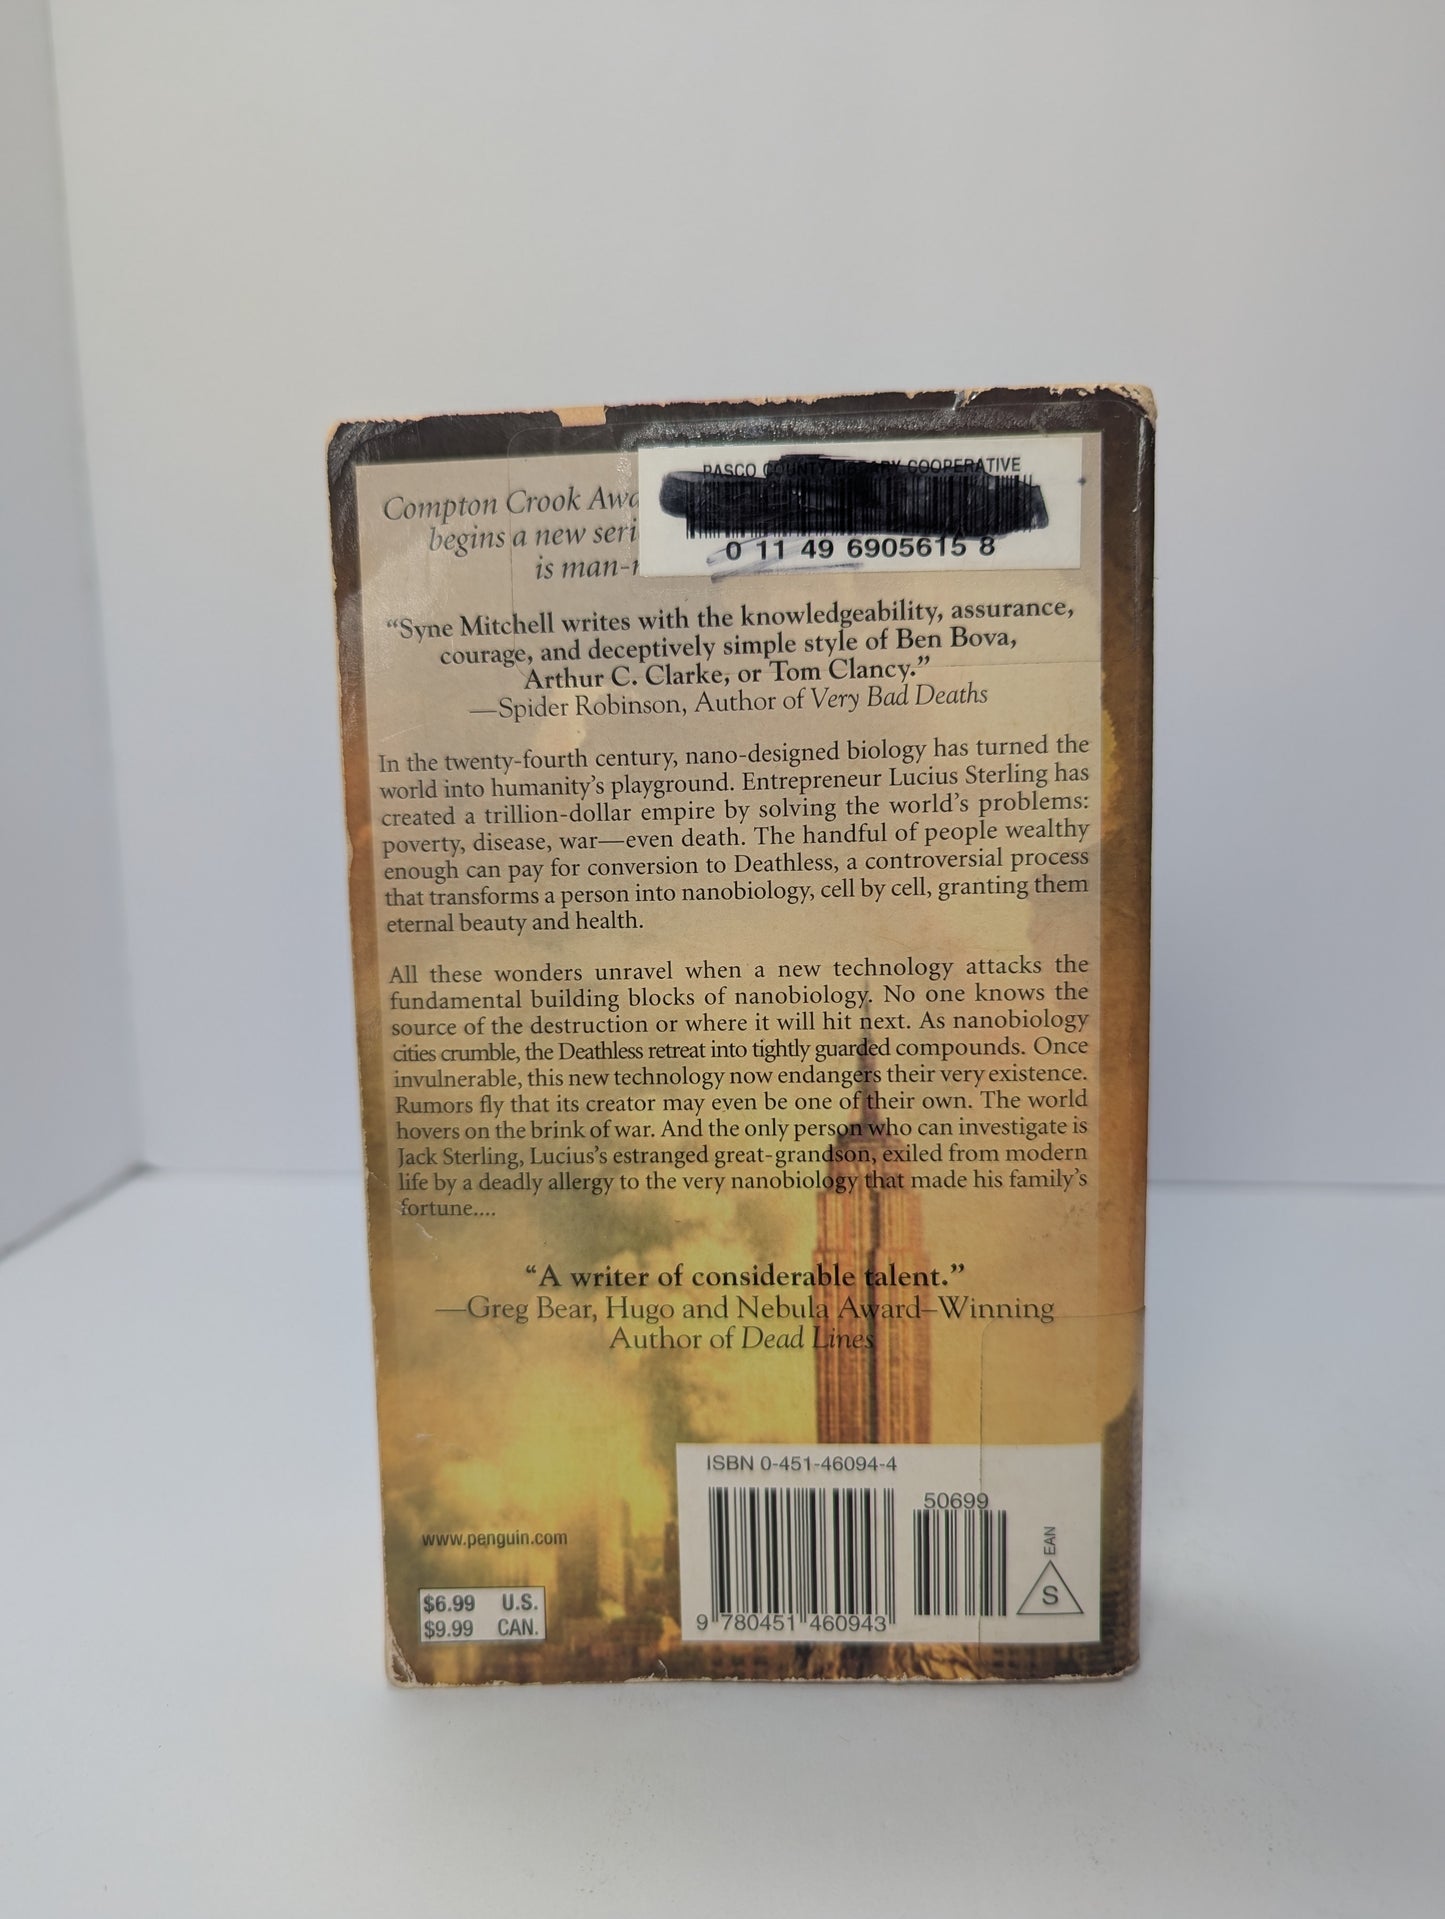 PASCO COUNTY LIBRARY COOPERATIVE
0 11 49 6905615 8
Compton Crook
begins a new
is
“Syne Mitchell writes with the knowledgeability, assurance,
courage, and deceptively simple style of Ben Bova,
Arthur C. Clarke, or Tom Clancy.”
—Spider Robinson, Author of Very Bad Deaths
In the twenty-fourth century, nano-designed biology has turned the
world into humanity’s playground. Entrepreneur Lucius Sterling has
created a trillion-dollar empire by solving the world’s problems:
poverty, disease, war—even death. The handful of people wealthy
enough can pay for conversion to Deathless, a controversial process
that transforms a person into nanobiology, cell by cell, granting them
eternal beauty and health.
All these wonders unravel when a new technology attacks the
fundamental building blocks of nanobiology. No one knows the
source of the destruction or where it will hit next. As nanobiology
cities crumble, the Deathless retreat into tightly guarded compounds. Once
invulnerable, this new technology now endangers their very existence.
Rumors fly that its creator may even be one of their own. The world
hovers on the brink of war. And the only person who can investigate is
Jack Sterling, Lucius’s estranged great-grandson, exiled from modern
life by a deadly allergy to the very nanobiology that made his family’s
fortune....
“A writer of considerable talent.”
—Greg Bear, Hugo and Nebula Award–Winning
Author of Dead Lines
ISBN 0-451-46094-4
50699
EAN
S
9 780451 460943
www.penguin.com
$6.99 U.S.
$9.99 CAN.